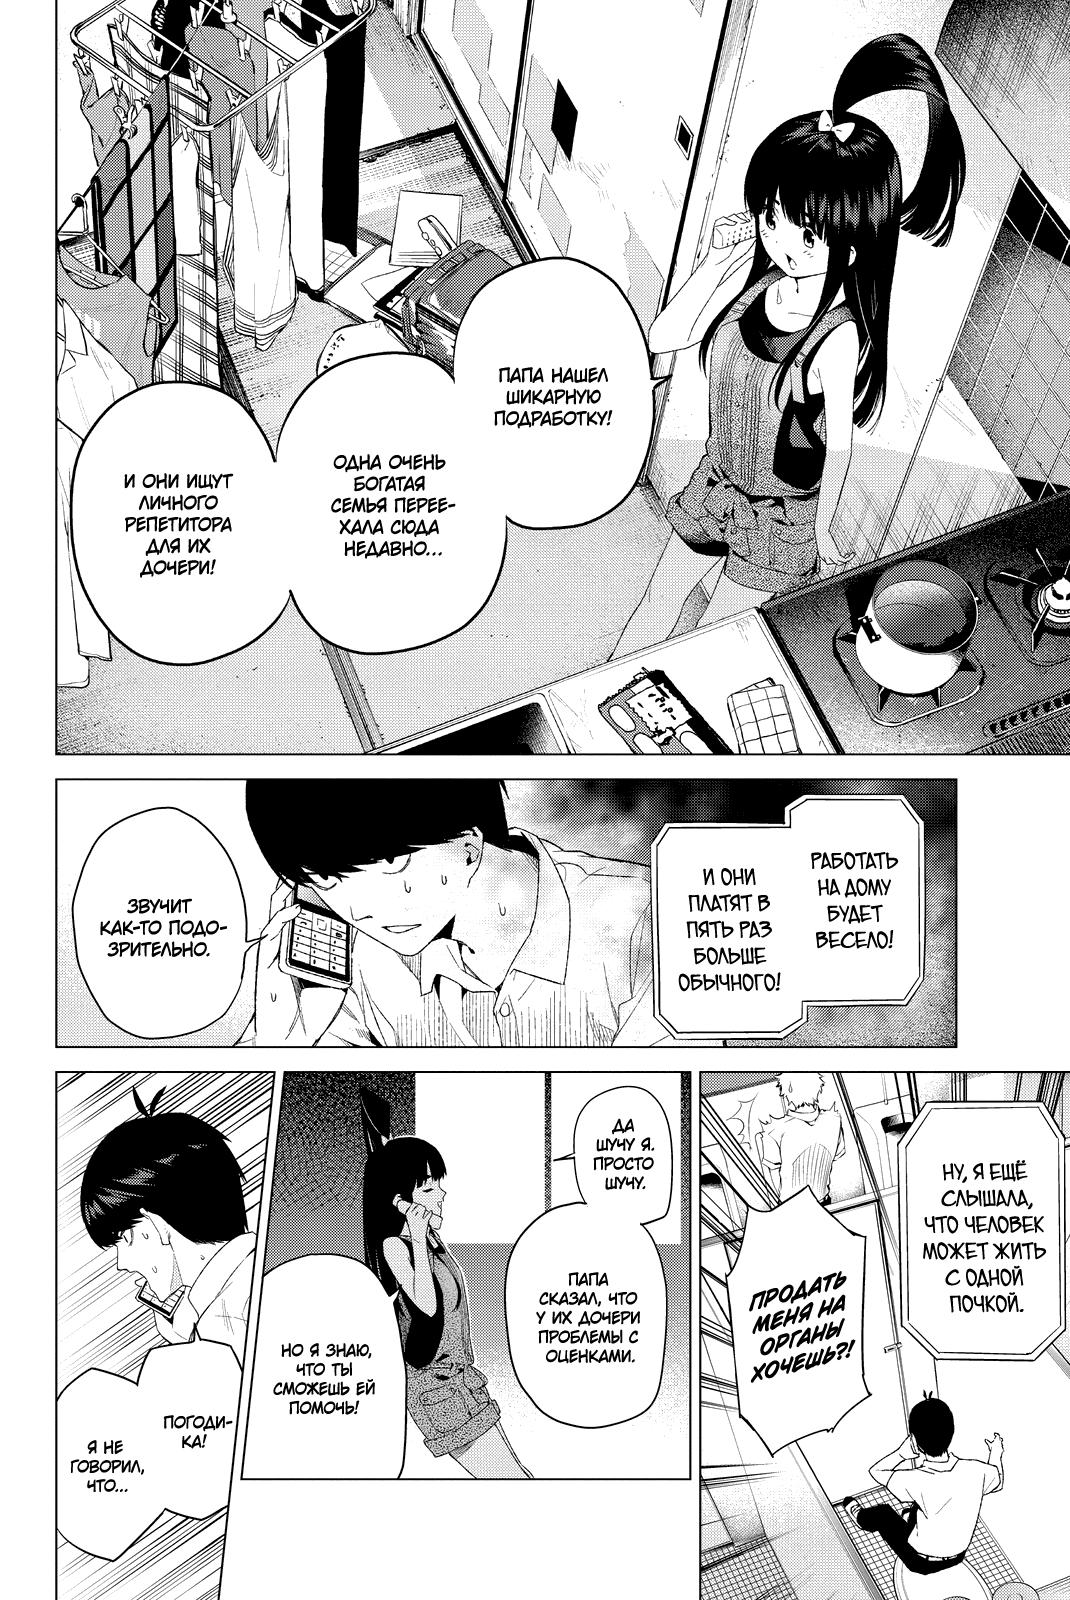 ПАПА НАШЕЛ
ШИКАРНУЮ
ПОДРАБОТКУ!
ОДНА ОЧЕНЬ
БОГАТАЯ
СЕМЬЯ ПЕРЕЕ-
ХАЛА СЮДА
НЕДАВНО...
И ОНИ ИЩУТ
ЛИЧНОГО
РЕПЕТИТОРА
ДЛЯ ИХ
ДОЧЕРИ!
РАБОТАТЬ
НА ДОМУ
БУДЕТ
ВЕСЕЛО!
И ОНИ
ПЛАТЯТ В
ПЯТЬ РАЗ
БОЛЬШЕ
ОБЫЧНОГО!
ЗВУЧИТ
КАК-ТО ПОДО-
ЗРИТЕЛЬНО.
НУ, Я ЕЩЁ
СЛЫШАЛА,
ЧТО ЧЕЛОВЕК
МОЖЕТ ЖИТЬ
С ОДНОЙ
ПОЧКОЙ.
ПРОДАТЬ
МЕНЯ НА
ОРГАНЫ
ХОЧЕШЬ?!
ДА
ШУЧУ Я.
ПРОСТО
ШУЧУ.
ПАПА
СКАЗАЛ, ЧТО
У ИХ ДОЧЕРИ
ПРОБЛЕМЫ С
ОЦЕНКАМИ.
НО Я ЗНАЮ,
ЧТО ТЫ
СМОЖЕШЬ ЕЙ
ПОМОЧЬ!
ПОГОДИ-
КА!
Я НЕ
ГОВОРИЛ,
ЧТО...